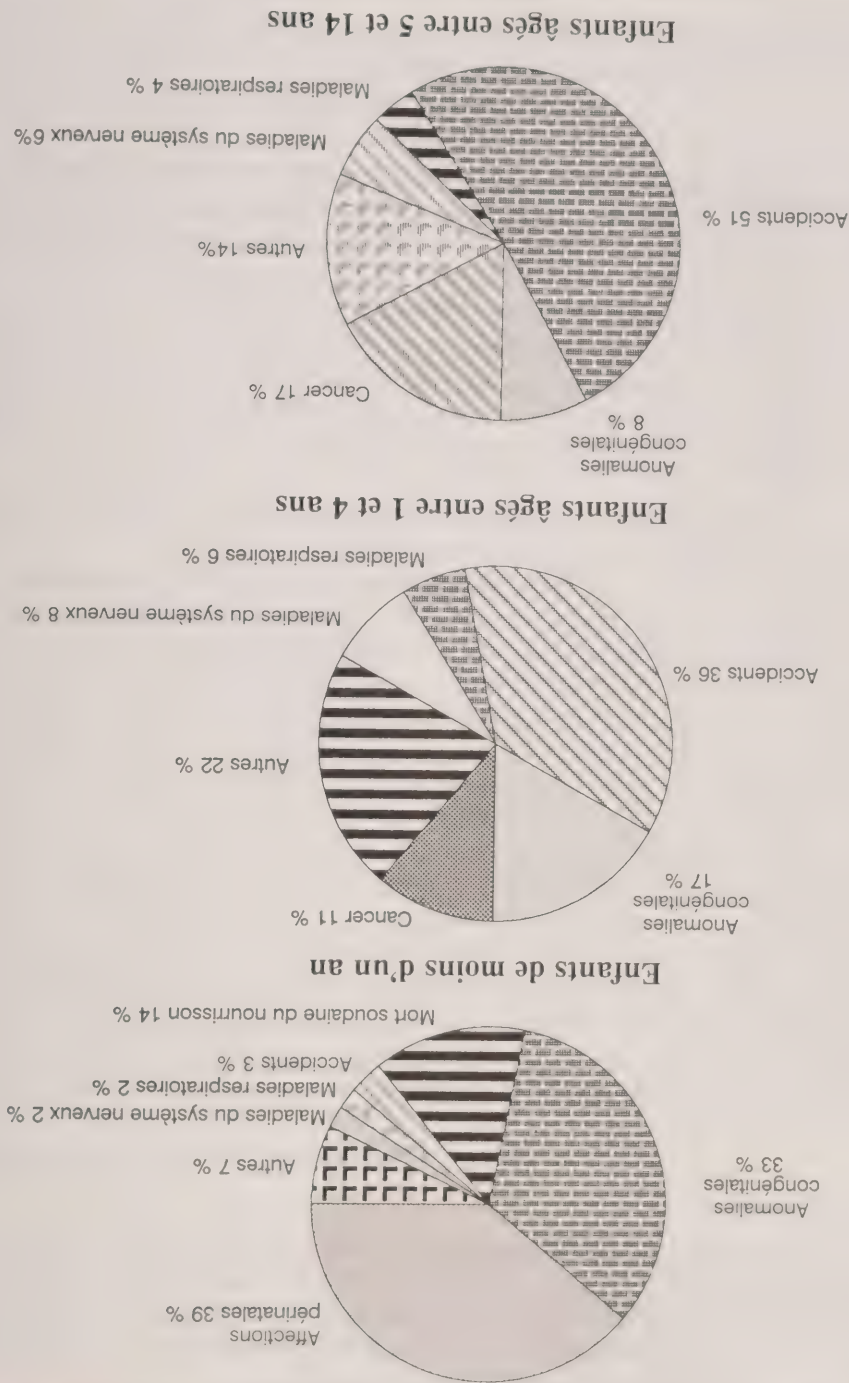 Affections
périnatales 39 %
Anomalies
congénitales
33 %
Autres 7 %
Maladies du système nerveux 2 %
Maladies respiratoires 2 %
Accidents 3 %
Mort soudaine du nourrisson 14 %
Enfants de moins d'un an
Anomalies
congénitales
17 %
Cancer 11 %
Autres 22 %
Accidents 36 %
Maladies du système nerveux 8 %
Maladies respiratoires 6 %
Enfants âgés entre 1 et 4 ans
Anomalies
congénitales
8 %
Cancer 17 %
Autres 14%
Accidents 51 %
Maladies du système nerveux 6%
Maladies respiratoires 4 %
Enfants âgés entre 5 et 14 ans